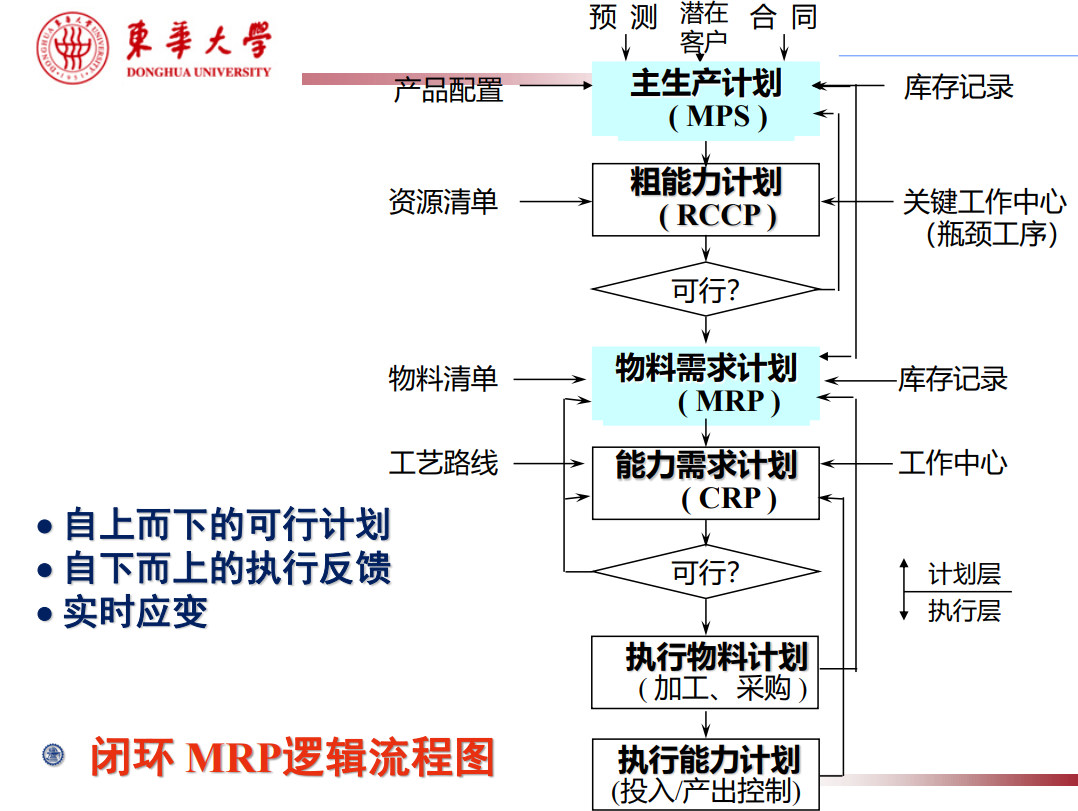 東華大學
DONGHUA UNIVERSITY
预 测
潜在
客户
合 同
产品配置
主生产计划
( MPS )
库存记录
资源清单
粗能力计划
( RCCP )
关键工作中心
（瓶颈工序）
可行?
物料清单
物料需求计划
( MRP )
库存记录
工艺路线
能力需求计划
( CRP )
工作中心
● 自上而下的可行计划
● 自下而上的执行反馈
● 实时应变
可行?
计划层
执行层
执行物料计划
( 加工、采购 )
闭环 MRP逻辑流程图
执行能力计划
(投入/产出控制)